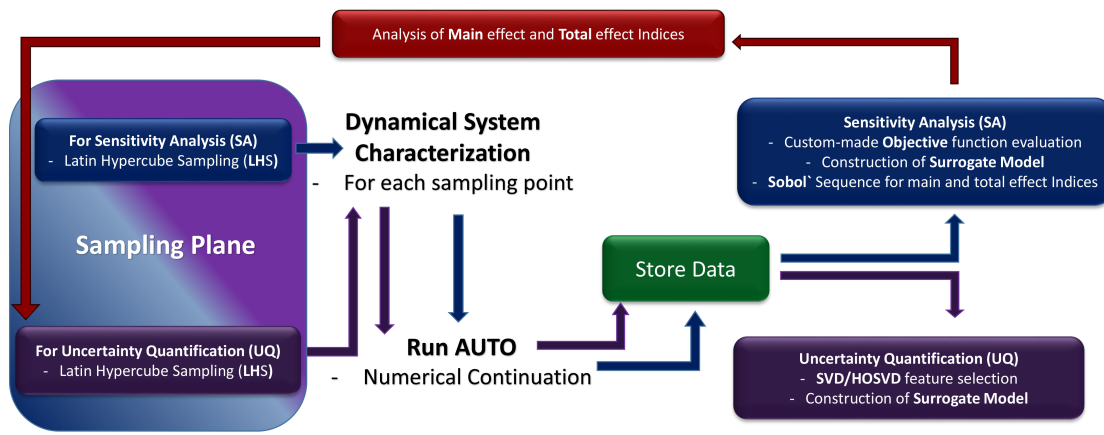 Analysis of Main effect and Total effect Indices
For Sensitivity Analysis (SA)
- Latin Hypercube Sampling (LHS)
Sampling Plane
For Uncertainty Quantification (UQ)
- Latin Hypercube Sampling (LHS)
Dynamical System
Characterization
- For each sampling point
Run AUTO
- Numerical Continuation
Store Data
Sensitivity Analysis (SA)
- Custom-made Objective function evaluation
- Construction of Surrogate Model
- Sobol` Sequence for main and total effect Indices
Uncertainty Quantification (UQ)
- SVD/HOSVD feature selection
- Construction of Surrogate Model